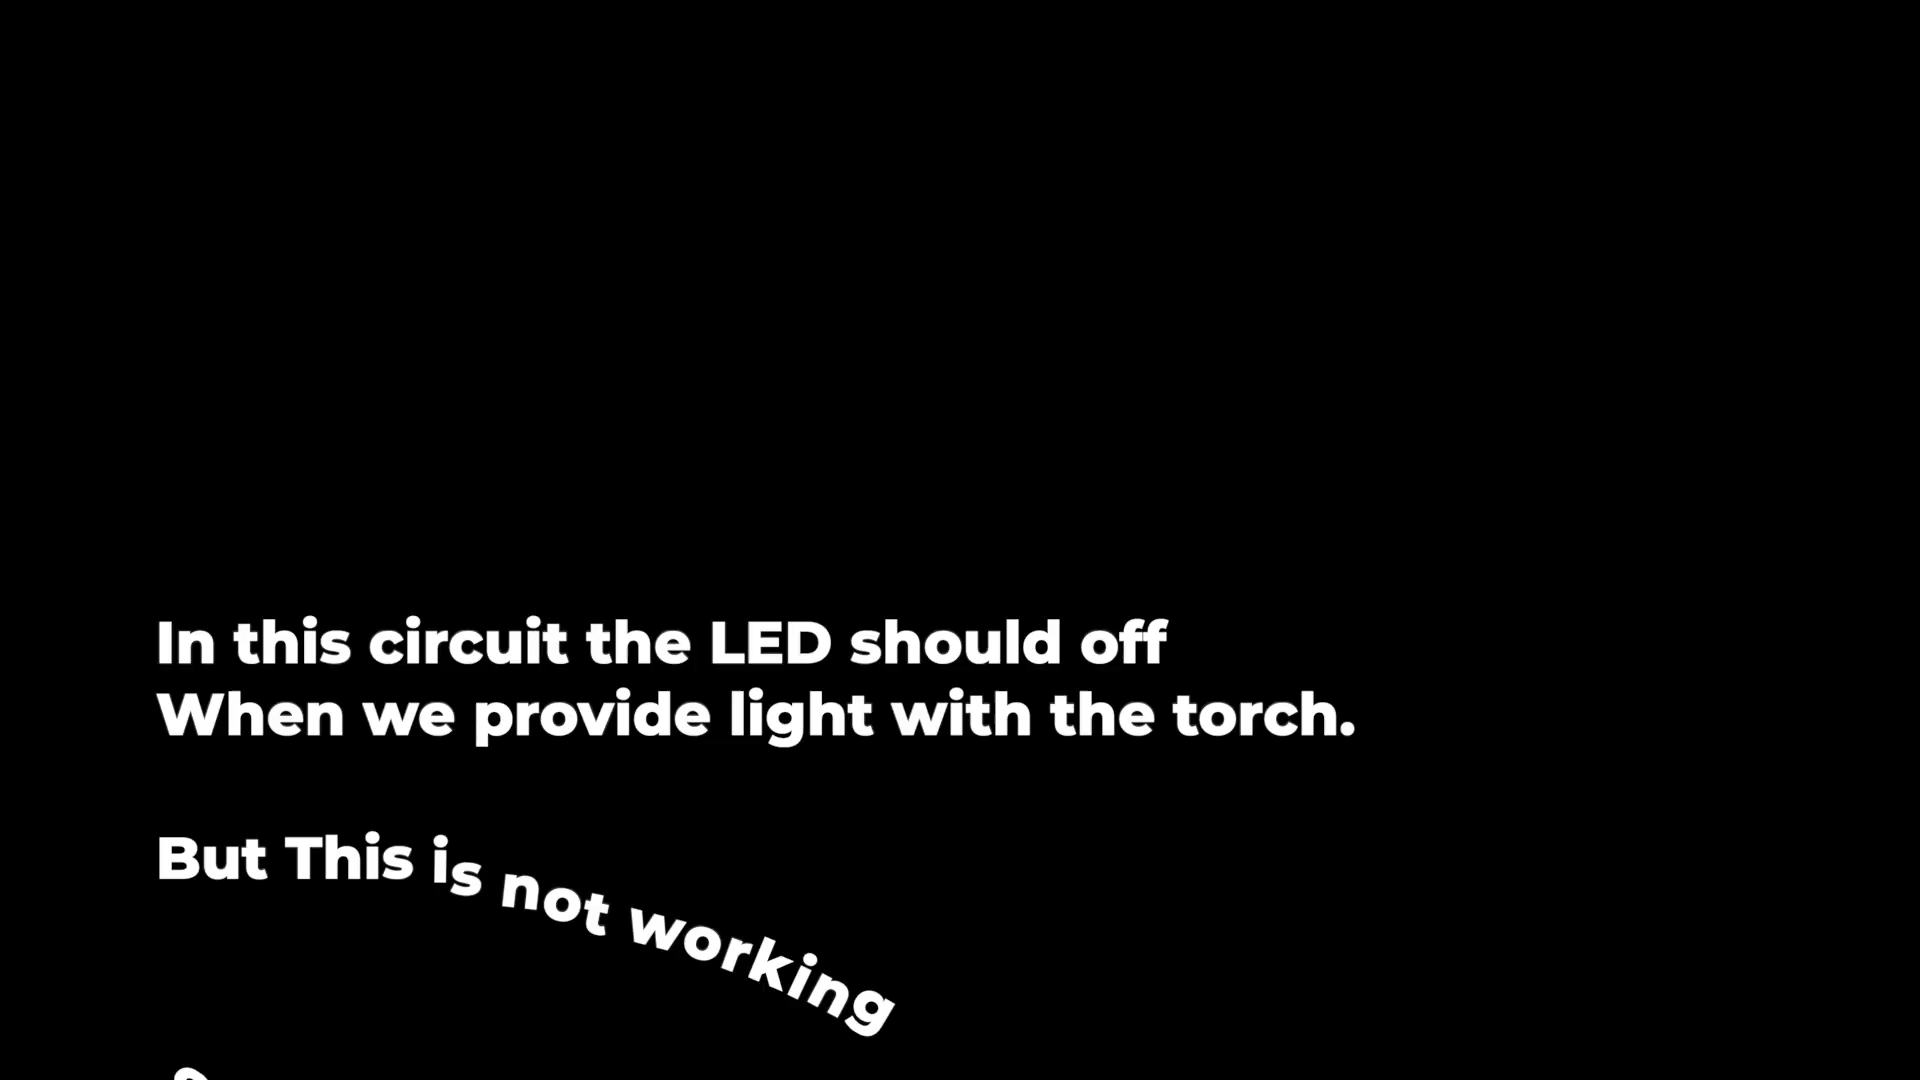 In this circuit the LED should off
When we provide light with the torch.
But This is not working